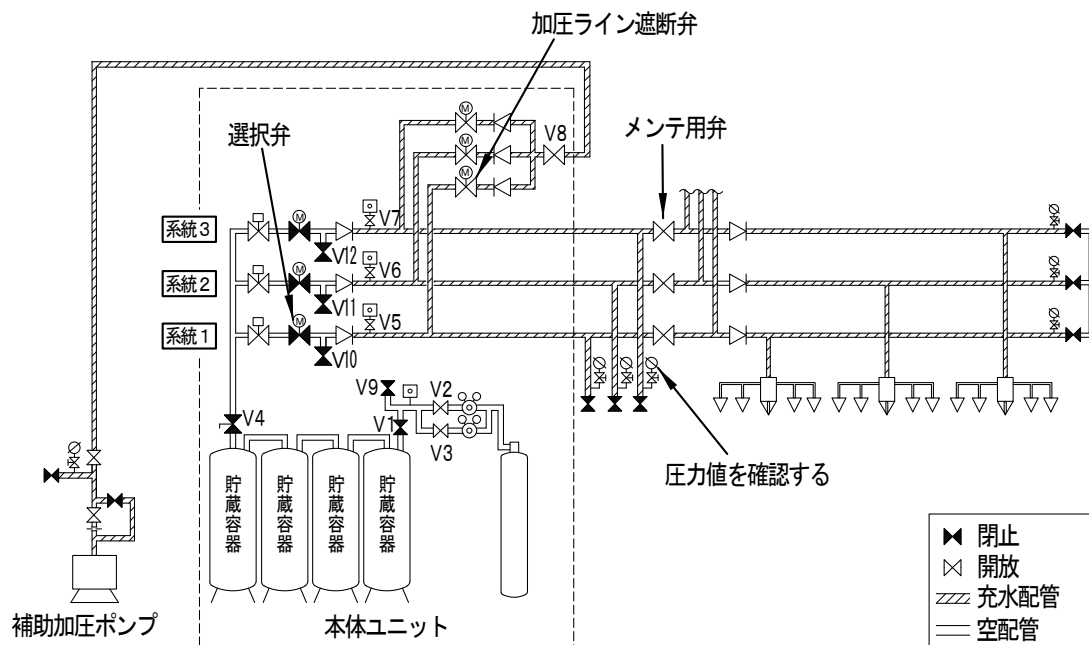 加圧ライン遮断弁
選択弁
メンテ用弁
M
M
M
V8
系統3
M
V7
V12
系統2
M
V6
V11
系統1
M
V5
V10
V9
V2
V4
V1
V3
圧力値を確認する
貯蔵容器
貯蔵容器
貯蔵容器
貯蔵容器
補助加圧ポンプ
本体ユニット
閉止
開放
充水配管
空配管